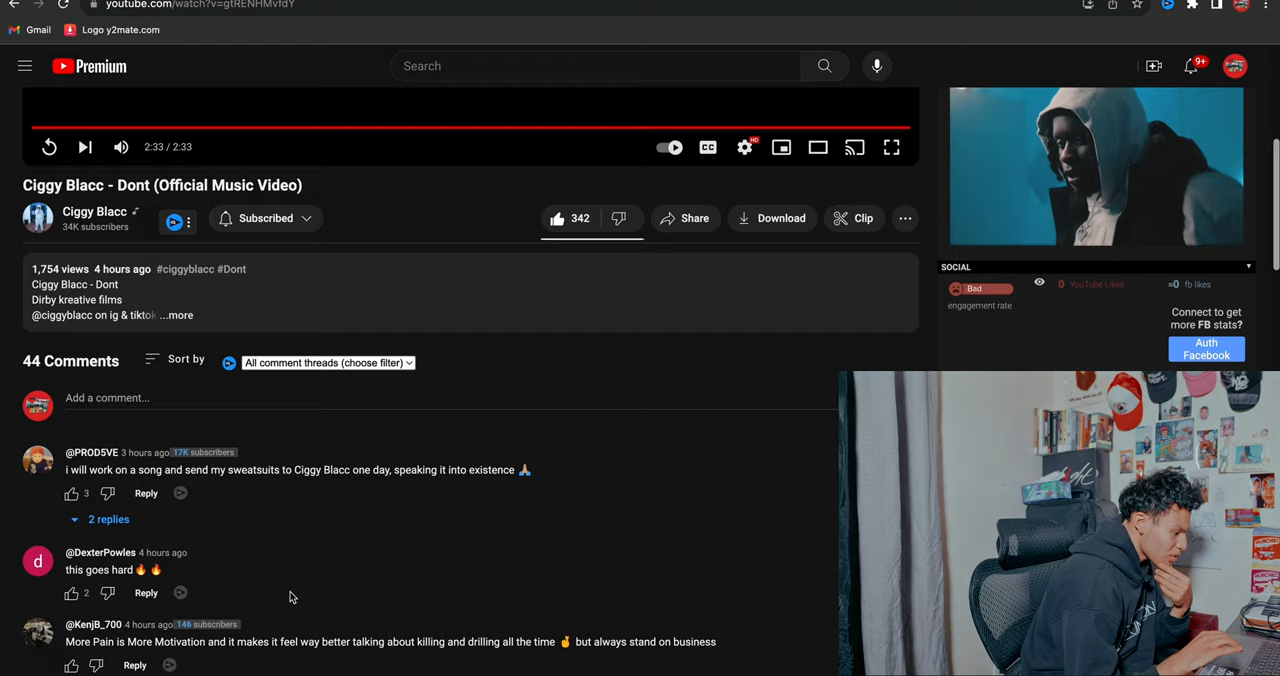 youtube.com/watch?v=gtRENHMvfdY
Gmail
Logo y2mate.com
Premium
Search
9+
2:33 / 2:33
CC
HD
Ciggy Blacc - Dont (Official Music Video)
Ciggy Blacc
34K subscribers
Subscribed
342
Share
Download
Clip
1,754 views 4 hours ago #ciggyblacc #Dont
Ciggy Blacc - Dont
Dirby kreative films
@ciggyblacc on ig & tiktok ...more
SOCIAL
Bad
engagement rate
0 YouTube Likes
≈0 fb likes
Connect to get
more FB stats?
Auth
Facebook
44 Comments
Sort by
All comment threads (choose filter)
Add a comment...
@PROD5VE 3 hours ago 17K subscribers
i will work on a song and send my sweatsuits to Ciggy Blacc one day, speaking it into existence 🙏
3
Reply
2 replies
d
@DexterPowles 4 hours ago
this goes hard🔥 🔥
2
Reply
@KenjB_700 4 hours ago 146 subscribers
More Pain is More Motivation and it makes it feel way better talking about killing and drilling all the time 🤞 but always stand on business
Reply